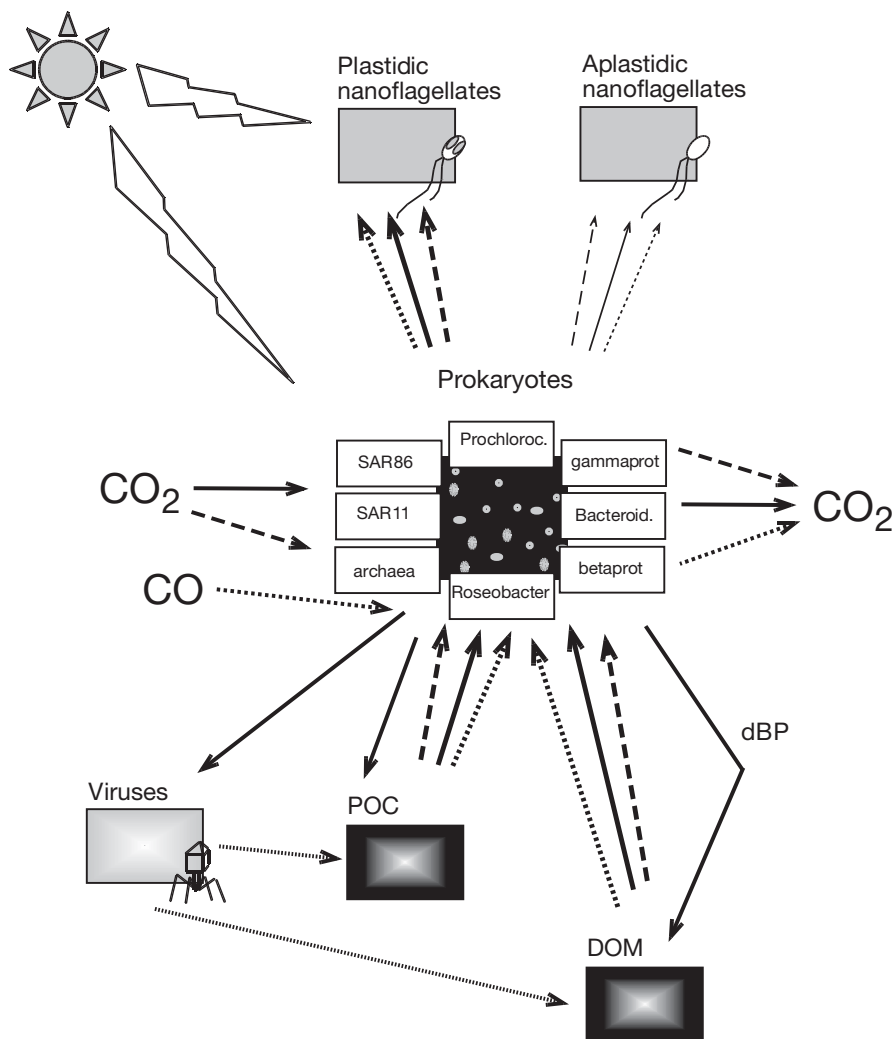 Plastidic
nanoflagellates
Aplastidic
nanoflagellates
Prokaryotes
Prochloroc.
SAR86
gammaprot
CO₂
SAR11
Bacteroid.
CO₂
archaea
betaprot
CO
Roseobacter
dBP
Viruses
POC
DOM